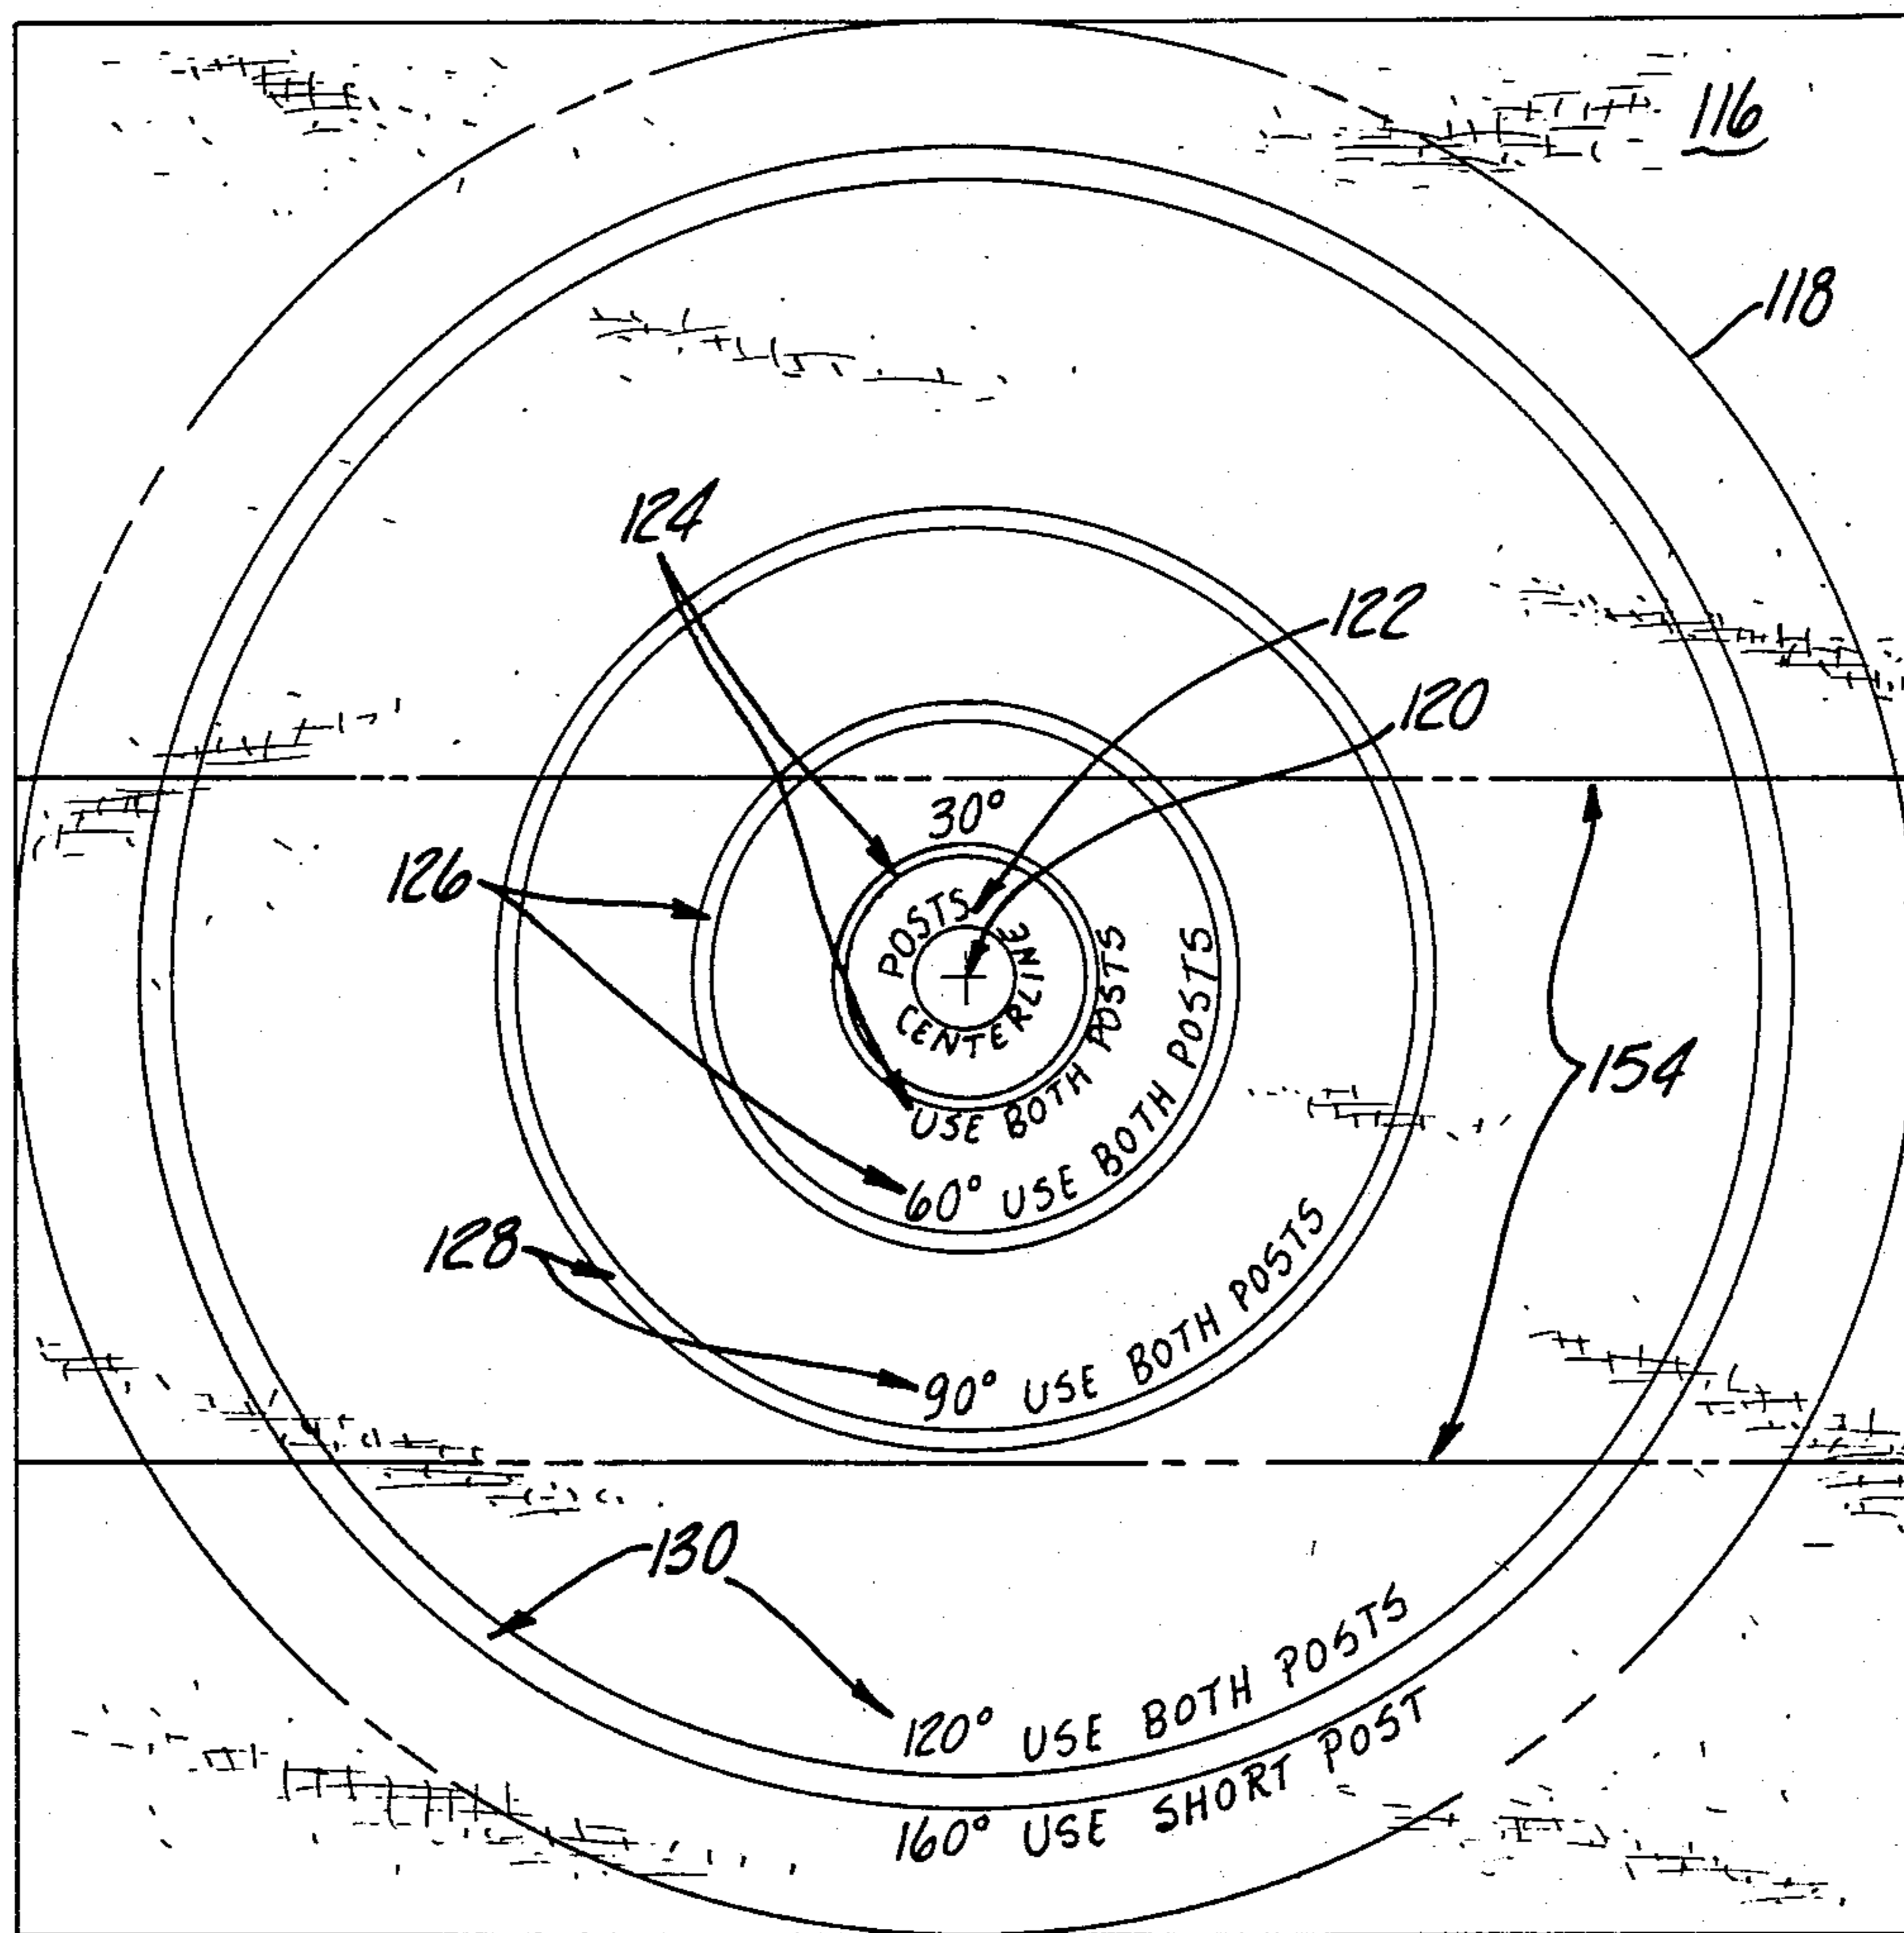 116
118
124
122
120
30°
126
POSTS
CENTERLINE
USE BOTH POSTS
154
60° USE BOTH POSTS
128
90° USE BOTH POSTS
130
120° USE BOTH POSTS
160° USE SHORT POST